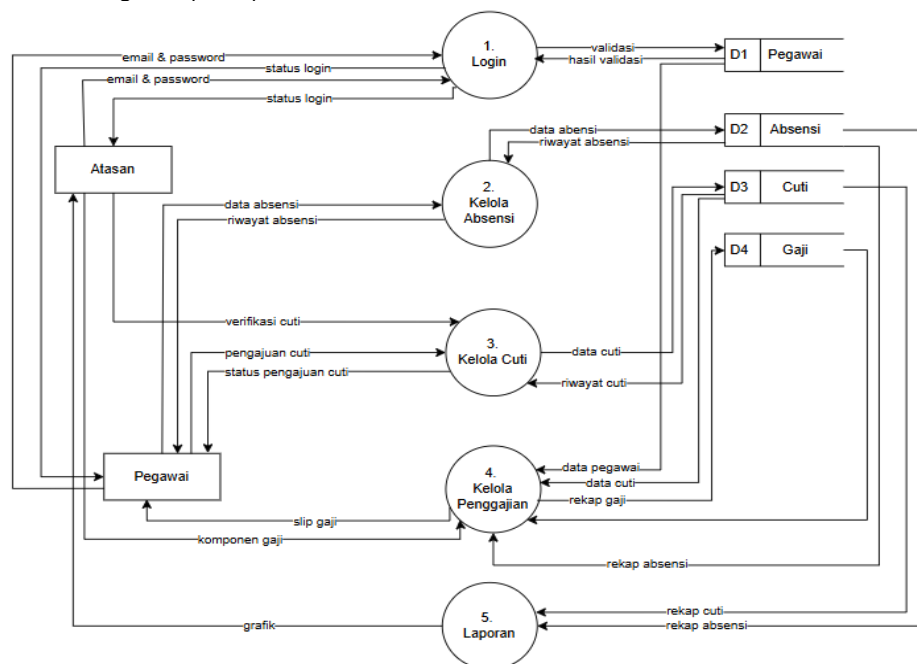 1.
Login
email & password
status login
email & password
status login
validasi
hasil validasi
D1 Pegawai
D2 Absensi
data abensi
riwayat absensi
Atasan
2.
Kelola
Absensi
data absensi
riwayat absensi
D3 Cuti
D4 Gaji
verifikasi cuti
3.
Kelola Cuti
pengajuan cuti
status pengajuan cuti
data cuti
riwayat cuti
Pegawai
4.
Kelola
Penggajian
data pegawai
data cuti
rekap gaji
slip gaji
komponen gaji
rekap absensi
5.
Laporan
grafik
rekap cuti
rekap absensi